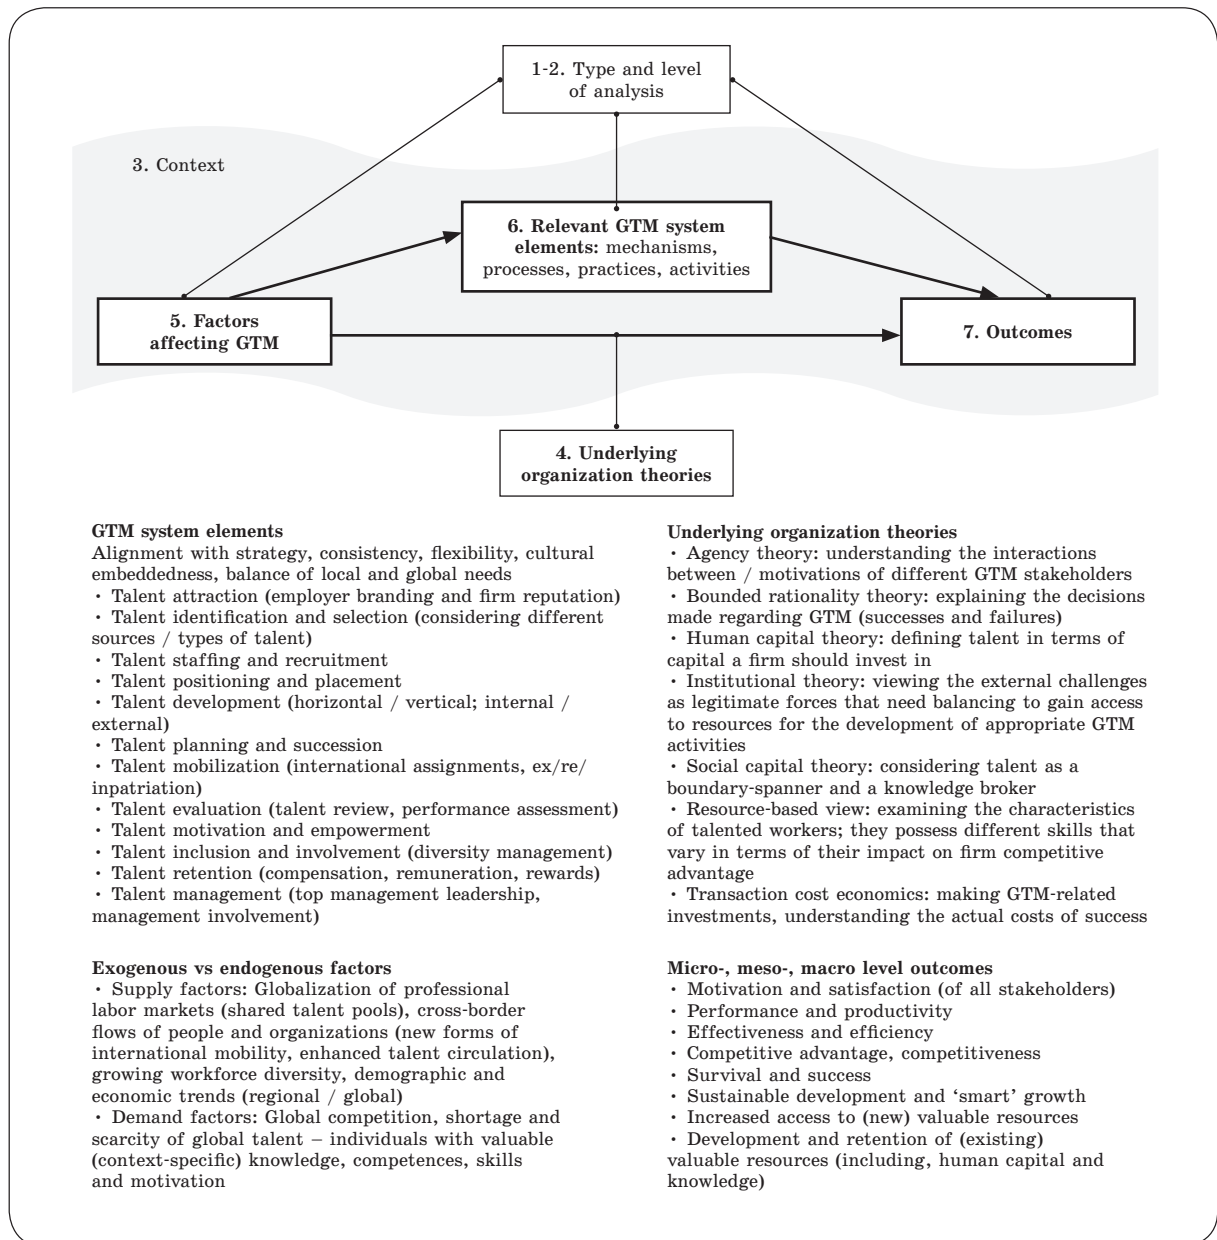 1-2. Type and level
of analysis
3. Context
6. Relevant GTM system
elements: mechanisms,
processes, practices, activities
5. Factors
affecting GTM
7. Outcomes
4. Underlying
organization theories
GTM system elements
Alignment with strategy, consistency, flexibility, cultural
embeddedness, balance of local and global needs
• Talent attraction (employer branding and firm reputation)
• Talent identification and selection (considering different
sources / types of talent)
• Talent staffing and recruitment
• Talent positioning and placement
• Talent development (horizontal / vertical; internal /
external)
• Talent planning and succession
• Talent mobilization (international assignments, ex/re/
inpatriation)
• Talent evaluation (talent review, performance assessment)
• Talent motivation and empowerment
• Talent inclusion and involvement (diversity management)
• Talent retention (compensation, remuneration, rewards)
• Talent management (top management leadership,
management involvement)
Underlying organization theories
• Agency theory: understanding the interactions
between / motivations of different GTM stakeholders
• Bounded rationality theory: explaining the decisions
made regarding GTM (successes and failures)
• Human capital theory: defining talent in terms of
capital a firm should invest in
• Institutional theory: viewing the external challenges
as legitimate forces that need balancing to gain access
to resources for the development of appropriate GTM
activities
• Social capital theory: considering talent as a
boundary-spanner and a knowledge broker
• Resource-based view: examining the characteristics
of talented workers; they possess different skills that
vary in terms of their impact on firm competitive
advantage
• Transaction cost economics: making GTM-related
investments, understanding the actual costs of success
Exogenous vs endogenous factors
• Supply factors: Globalization of professional
labor markets (shared talent pools), cross-border
flows of people and organizations (new forms of
international mobility, enhanced talent circulation),
growing workforce diversity, demographic and
economic trends (regional / global)
• Demand factors: Global competition, shortage and
scarcity of global talent – individuals with valuable
(context-specific) knowledge, competences, skills
and motivation
Micro-, meso-, macro level outcomes
• Motivation and satisfaction (of all stakeholders)
• Performance and productivity
• Effectiveness and efficiency
• Competitive advantage, competitiveness
• Survival and success
• Sustainable development and ‘smart’ growth
• Increased access to (new) valuable resources
• Development and retention of (existing)
valuable resources (including, human capital and
knowledge)